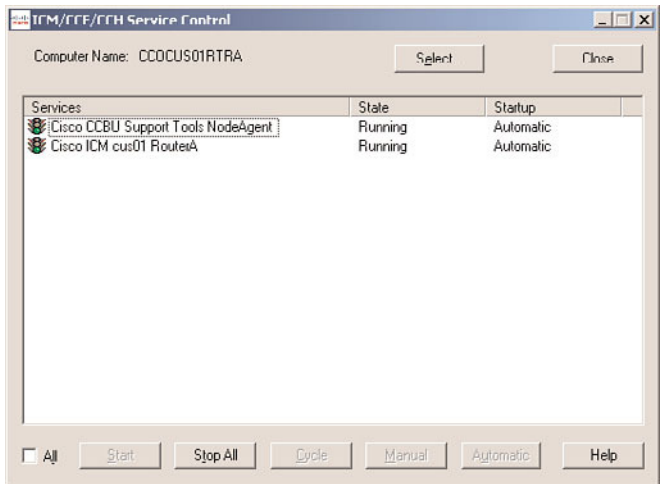 ICM/CCE/CCH Service Control
Computer Name: CCOCUS01RTRA
Select
Close
Services State Startup
Cisco CCBU Support Tools NodeAgent Running Automatic
Cisco ICM cus01 RouterA Running Automatic
All
Start
Stop All
Cycle
Manual
Automatic
Help